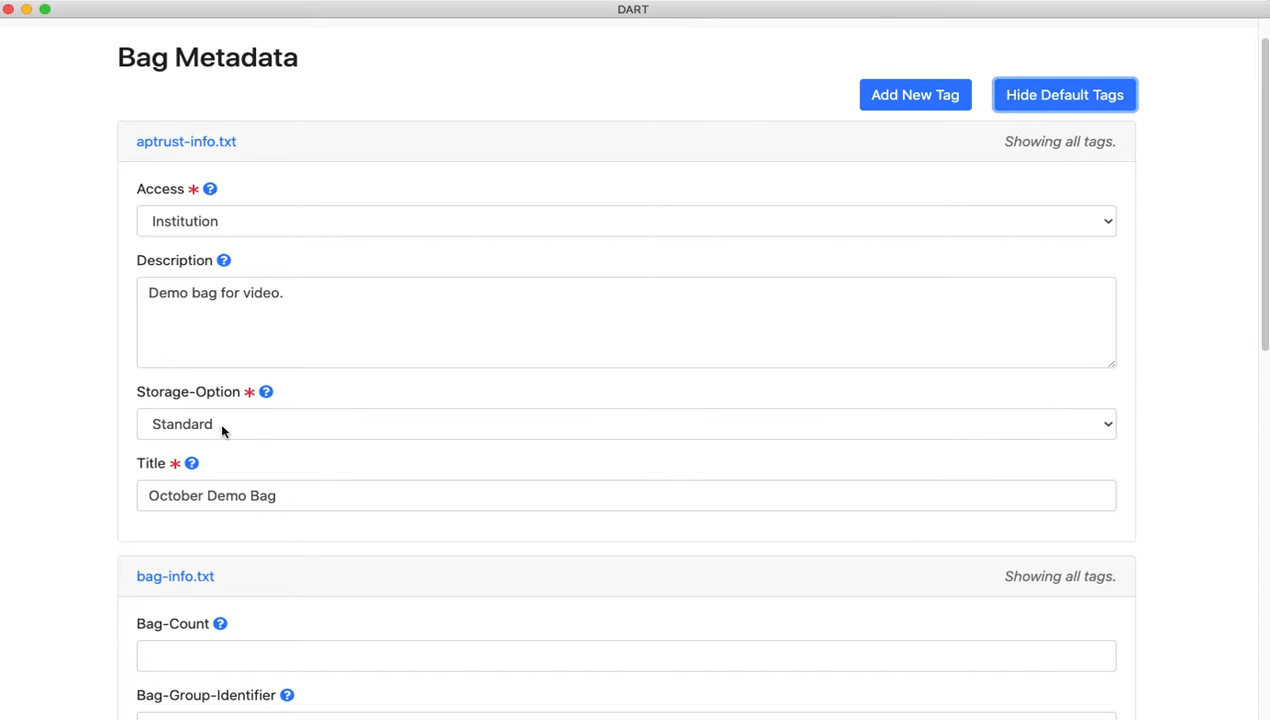 DART
Bag Metadata
Add New Tag
Hide Default Tags
aptrust-info.txt
Showing all tags.
Access * ?
Institution
Description ?
Demo bag for video.
Storage-Option * ?
Standard
Title * ?
October Demo Bag
bag-info.txt
Showing all tags.
Bag-Count ?
Bag-Group-Identifier ?